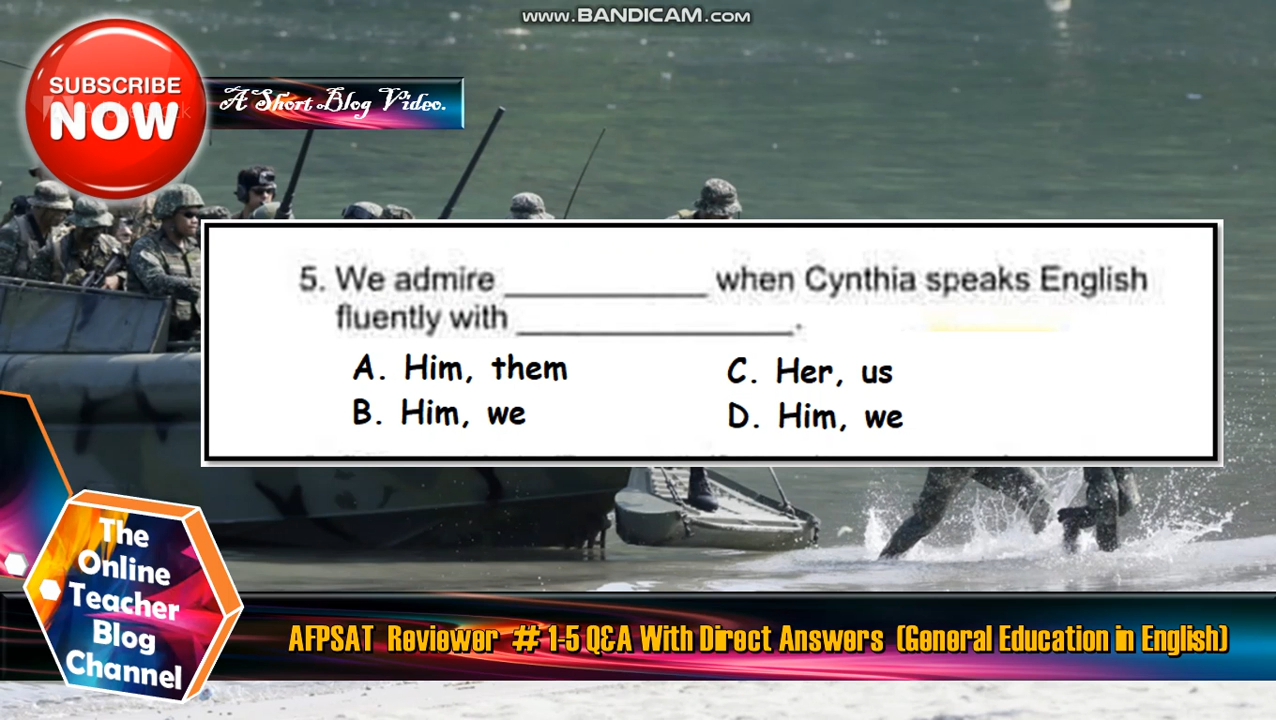 www.BANDICAM.com
SUBSCRIBE
NOW
A Short Blog Video.
5. We admire ____________ when Cynthia speaks English
fluently with ________________.
A. Him, them
C. Her, us
B. Him, we
D. Him, we
The
Online
Teacher
Blog
Channel
AFPSAT Reviewer # 1-5 Q&A With Direct Answers (General Education in English)